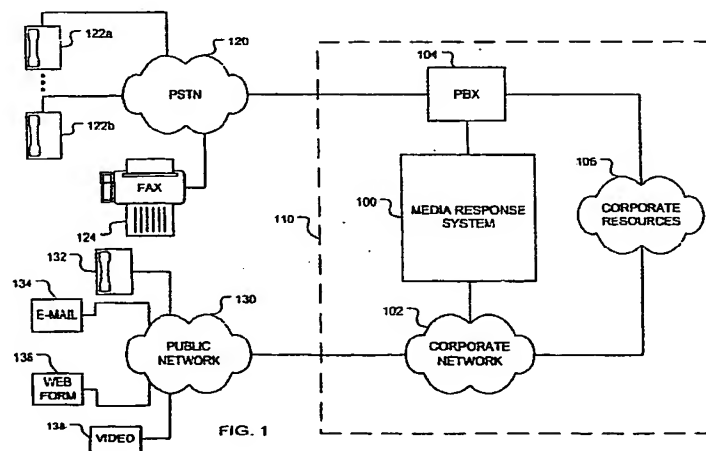 122a
120
PSTN
122b
FAX
124
104
PBX
106
CORPORATE
RESOURCES
100
MEDIA RESPONSE
SYSTEM
110
132
134
E-MAIL
130
PUBLIC
NETWORK
102
CORPORATE
NETWORK
136
WEB
FORM
138
VIDEO
FIG. 1